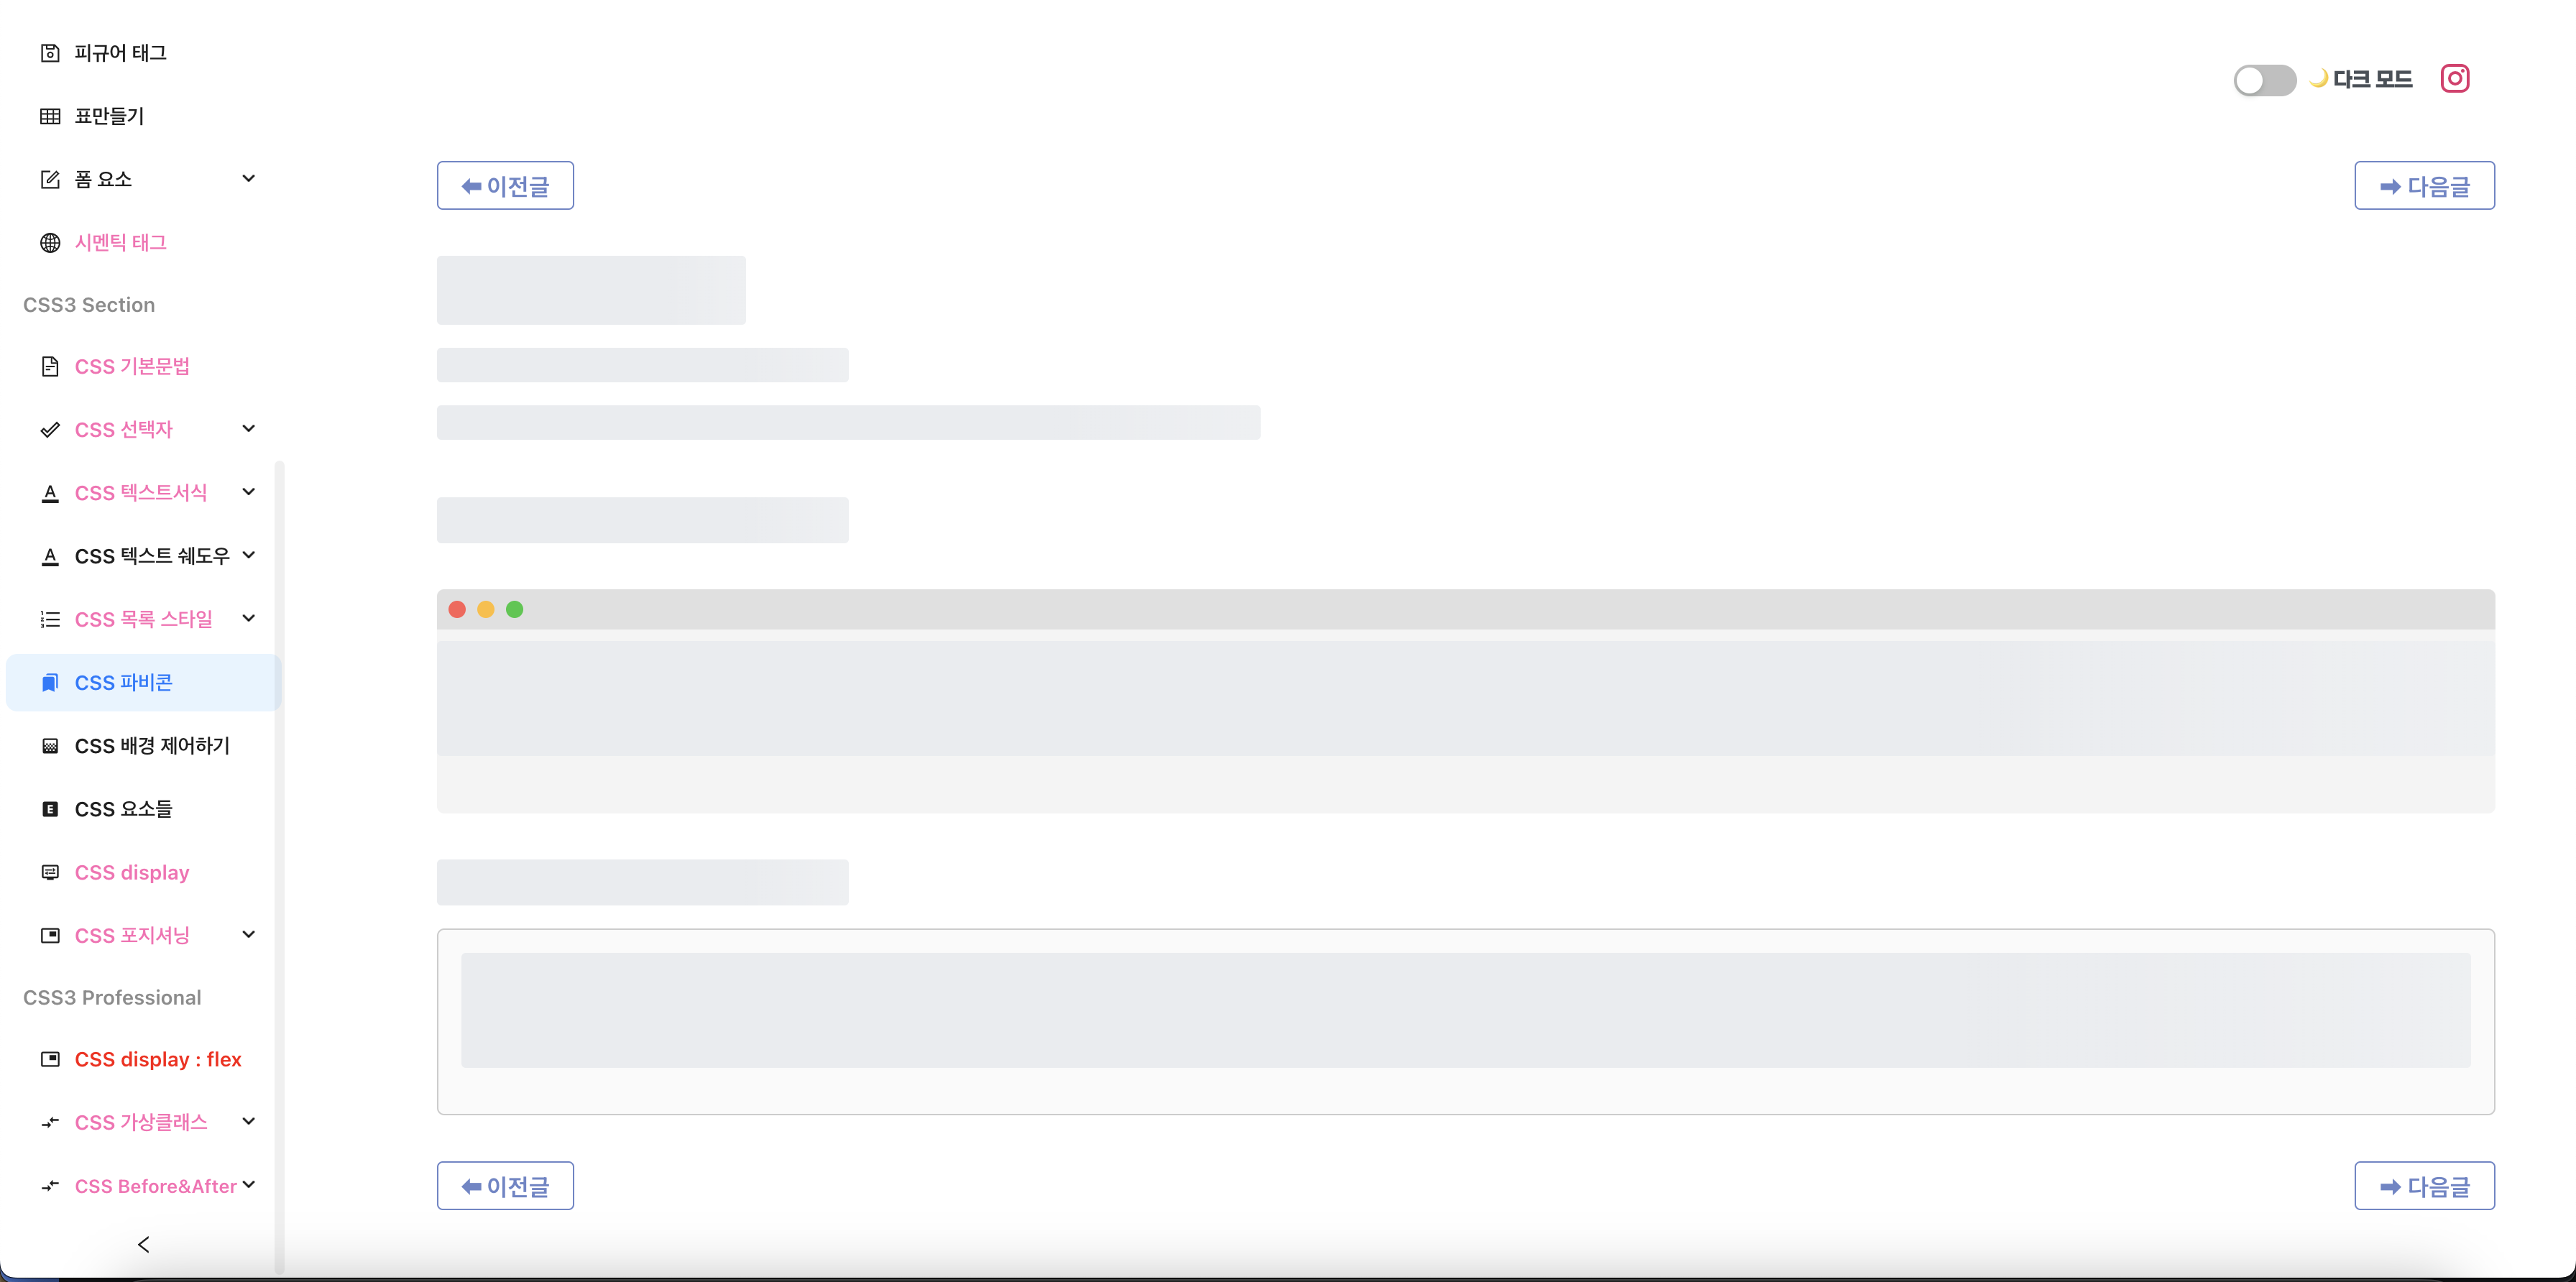 피규어 태그
표만들기
폼 요소
시멘틱 태그
CSS3 Section
CSS 기본문법
CSS 선택자
CSS 텍스트서식
CSS 텍스트 쉐도우
CSS 목록 스타일
CSS 파비콘
CSS 배경 제어하기
CSS 요소들
CSS display
CSS 포지셔닝
CSS3 Professional
CSS display : flex
CSS 가상클래스
CSS Before&After
🌙 다크 모드
⬅ 이전글
➡ 다음글
⬅ 이전글
➡ 다음글